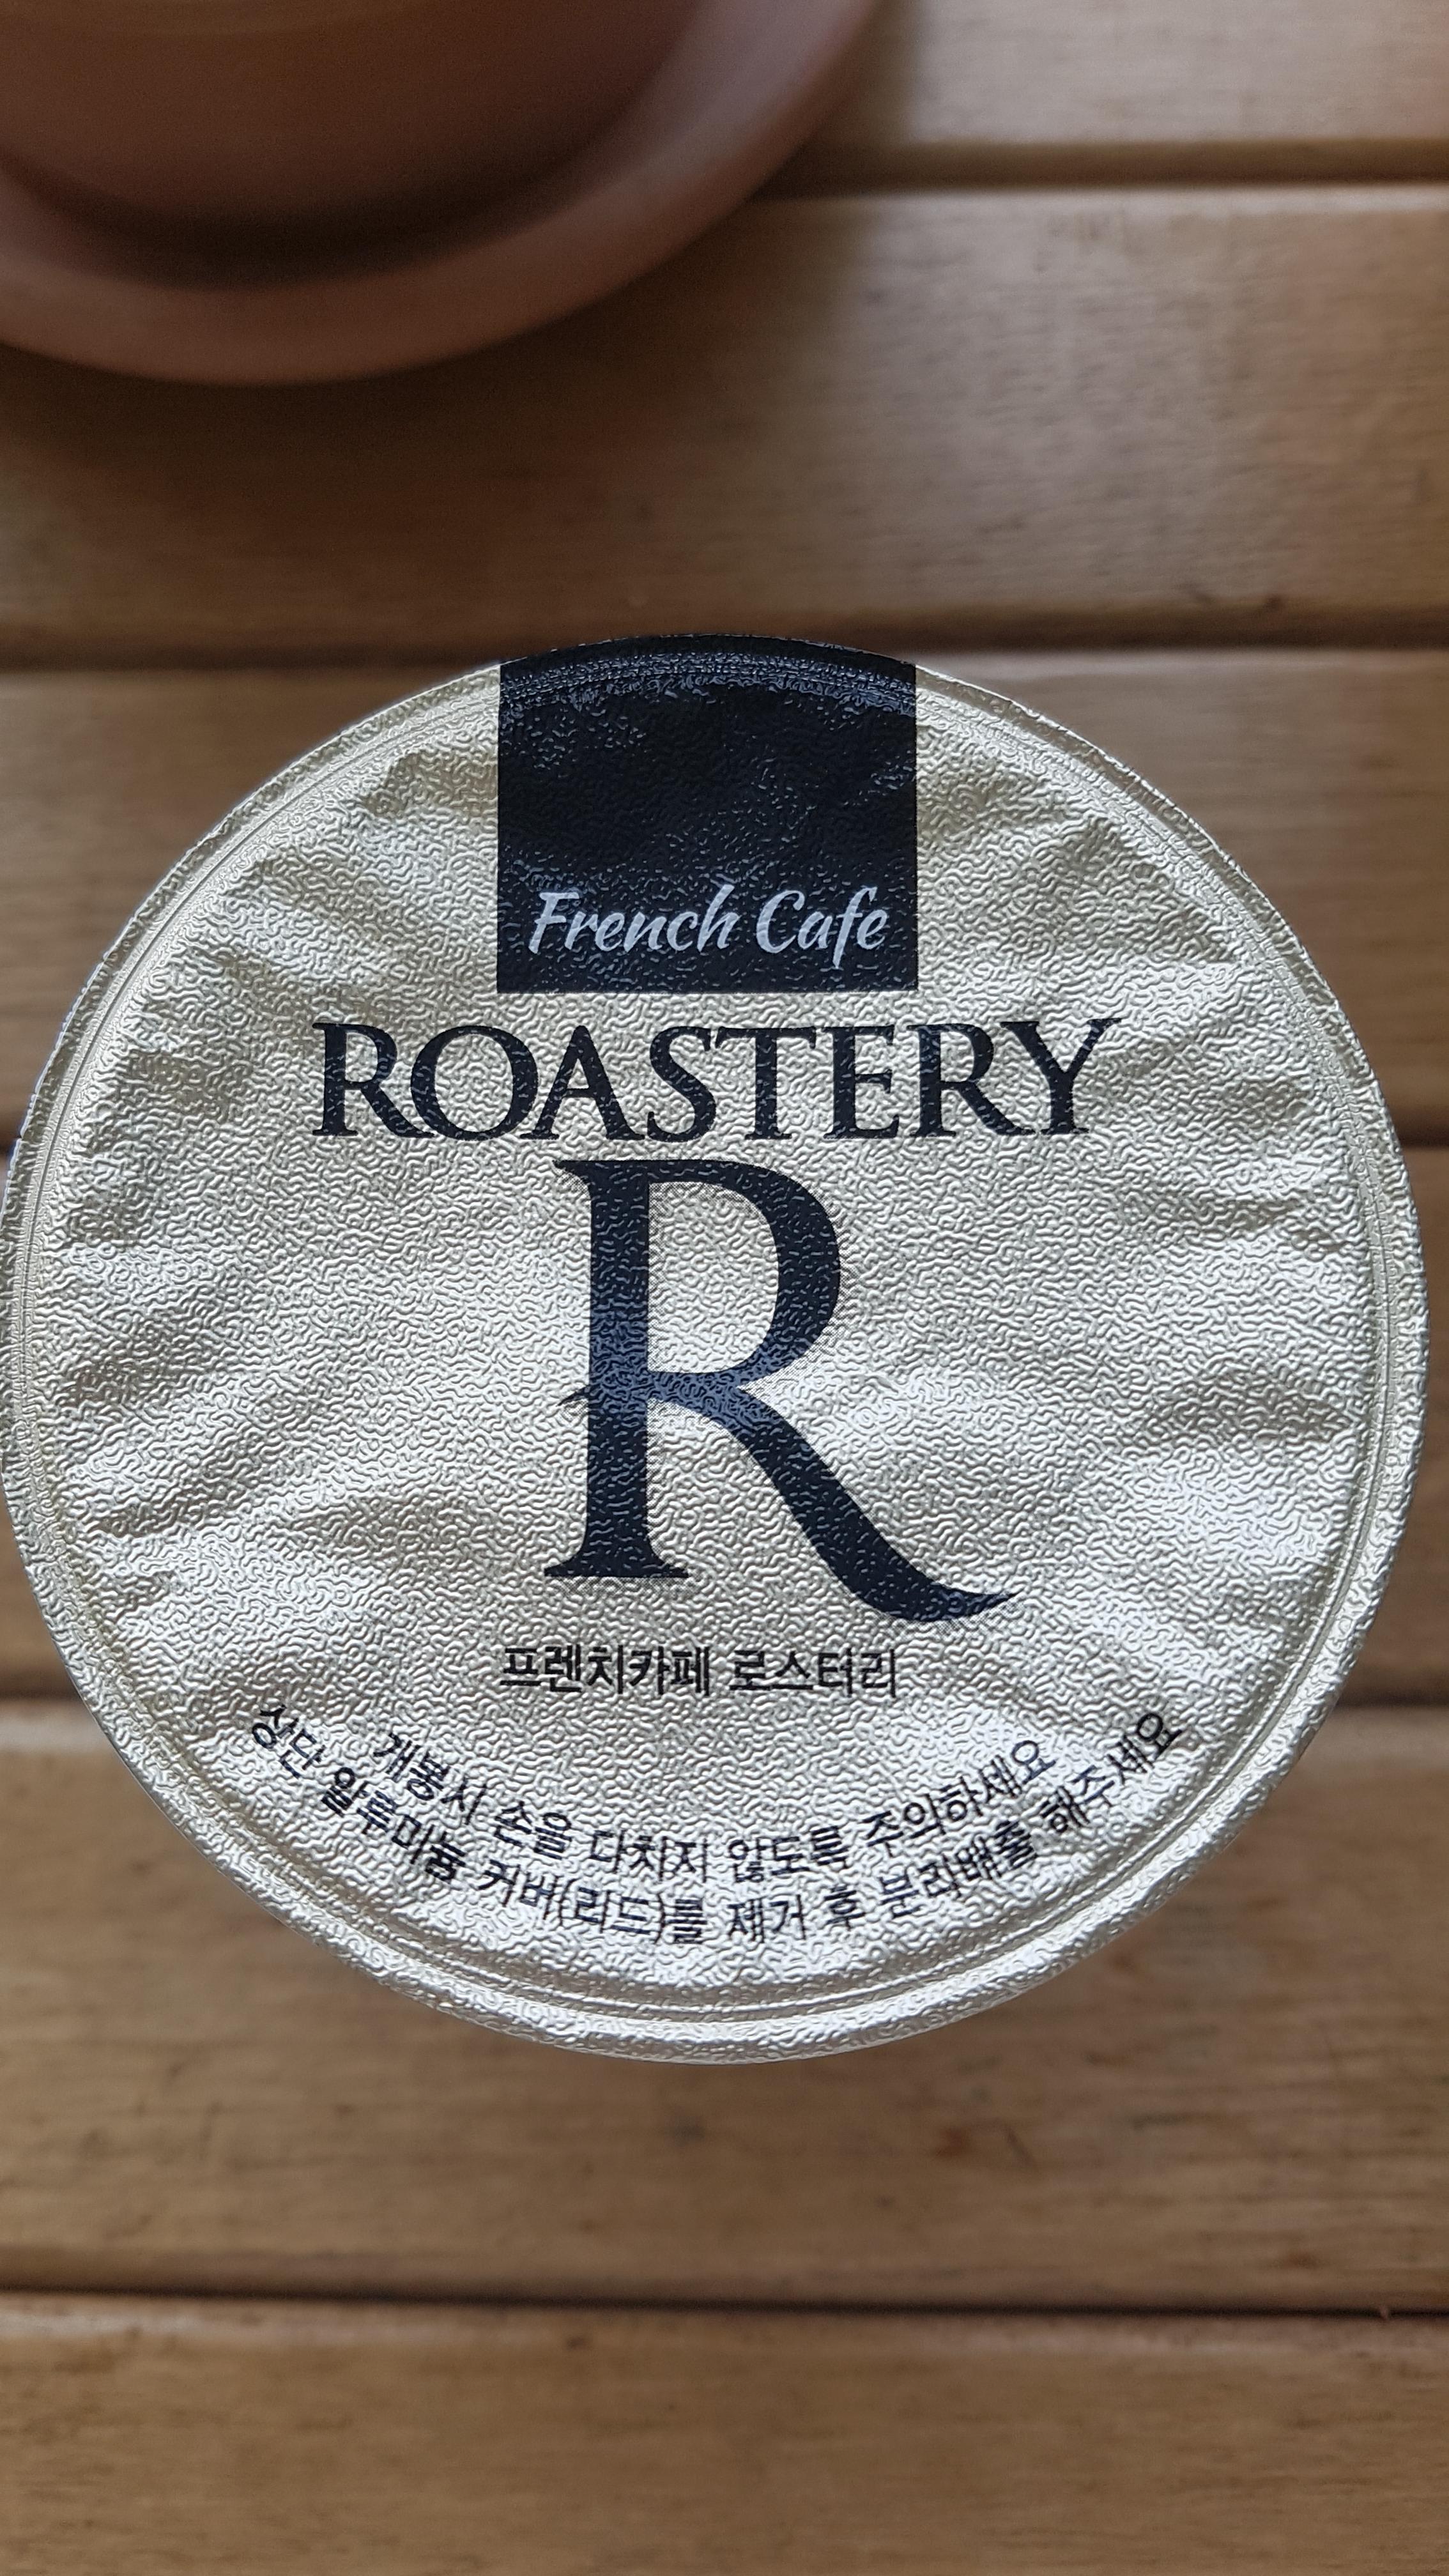 French Cafe
ROASTERY
R
프렌치카페 로스터리
개봉시 손을 다치지 않도록 주의하세요
상단 알루미늄 커버(리드)를 제거 후 분리배출 해주세요